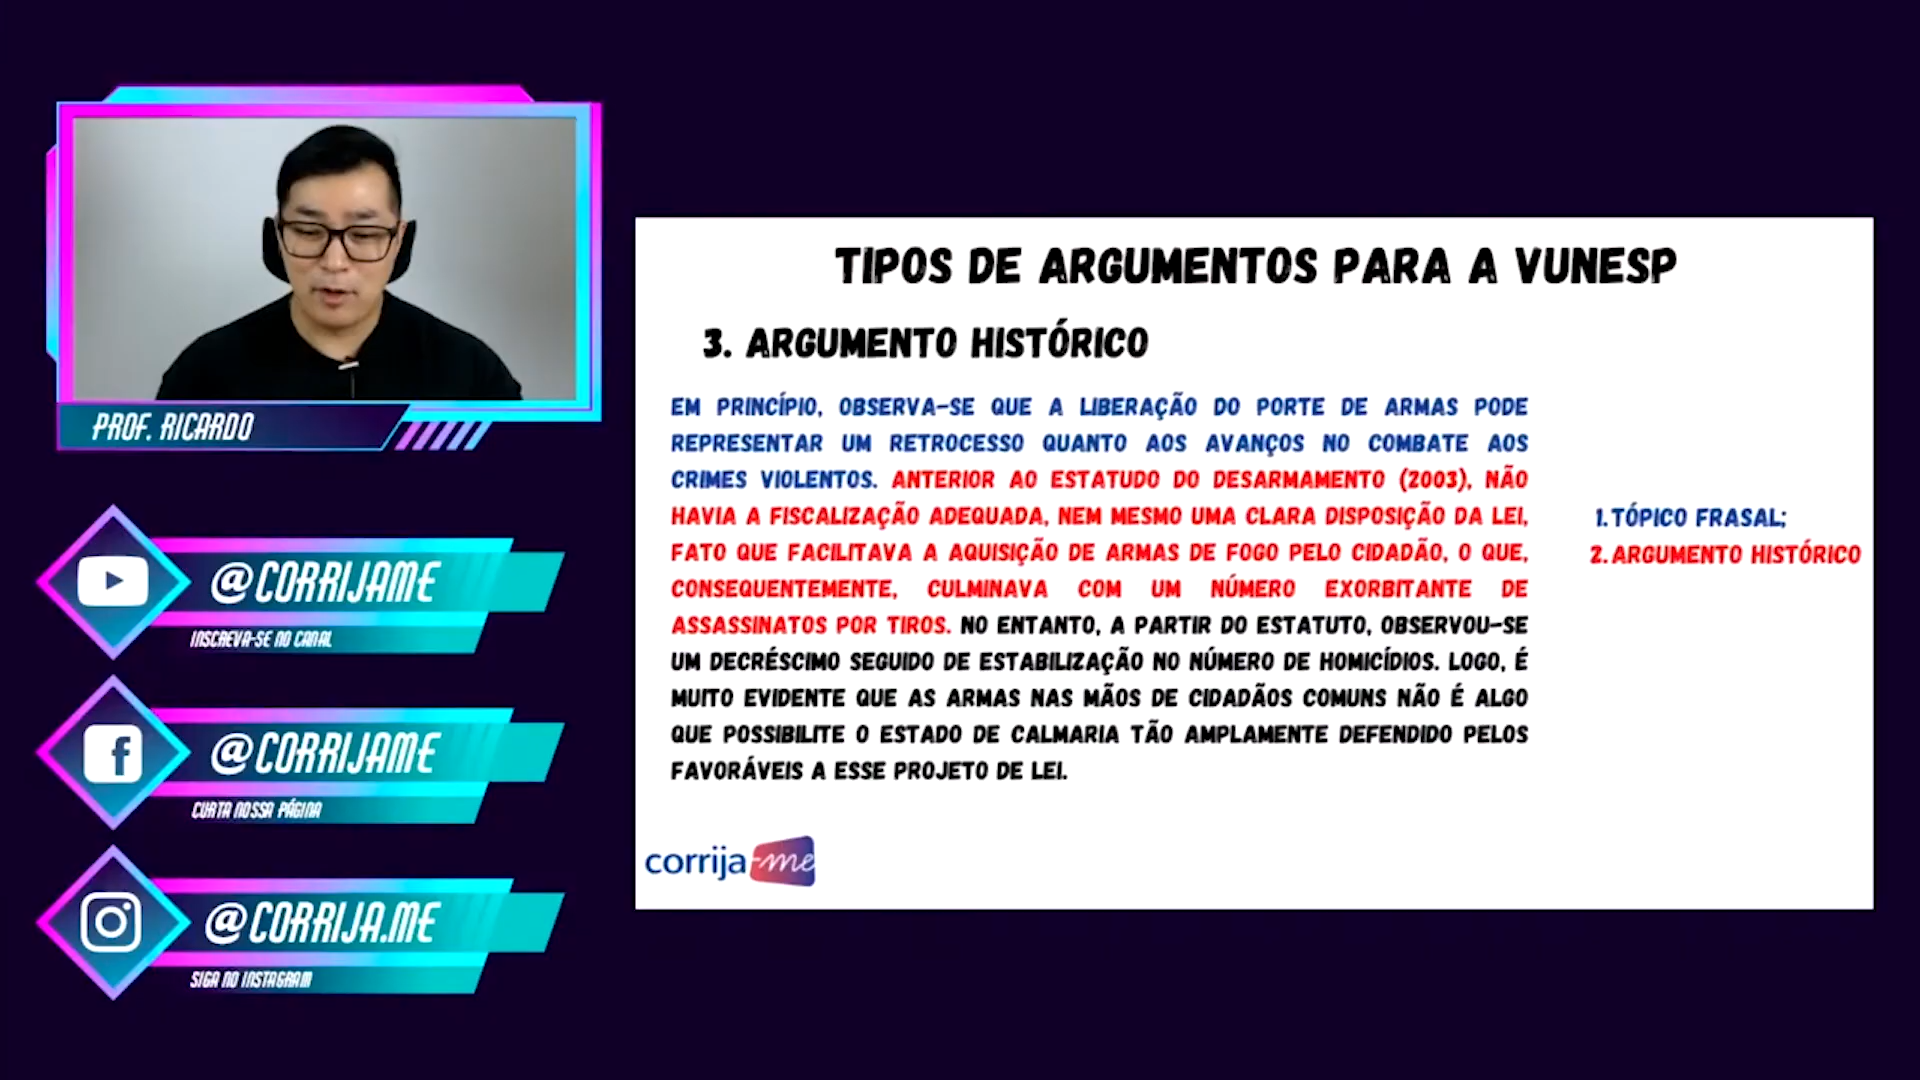 PROF. RICARDO
@CORRIJAME
INSCREVA-SE NO CANAL
@CORRIJAME
CURTA NOSSA PÁGINA
@CORRIJA.ME
SIGA NO INSTAGRAM
TIPOS DE ARGUMENTOS PARA A VUNESP
3. ARGUMENTO HISTÓRICO
EM PRINCÍPIO, OBSERVA-SE QUE A LIBERAÇÃO DO PORTE DE ARMAS PODE
REPRESENTAR UM RETROCESSO QUANTO AOS AVANÇOS NO COMBATE AOS
CRIMES VIOLENTOS. ANTERIOR AO ESTATUDO DO DESARMAMENTO (2003), NÃO
HAVIA A FISCALIZAÇÃO ADEQUADA, NEM MESMO UMA CLARA DISPOSIÇÃO DA LEI,
FATO QUE FACILITAVA A AQUISIÇÃO DE ARMAS DE FOGO PELO CIDADÃO, O QUE,
CONSEQUENTEMENTE, CULMINAVA COM UM NÚMERO EXORBITANTE DE
ASSASSINATOS POR TIROS. NO ENTANTO, A PARTIR DO ESTATUTO, OBSERVOU-SE
UM DECRÉSCIMO SEGUIDO DE ESTABILIZAÇÃO NO NÚMERO DE HOMICÍDIOS. LOGO, É
MUITO EVIDENTE QUE AS ARMAS NAS MÃOS DE CIDADÃOS COMUNS NÃO É ALGO
QUE POSSIBILITE O ESTADO DE CALMARIA TÃO AMPLAMENTE DEFENDIDO PELOS
FAVORÁVEIS A ESSE PROJETO DE LEI.
1. TÓPICO FRASAL;
2. ARGUMENTO HISTÓRICO
corrija-me